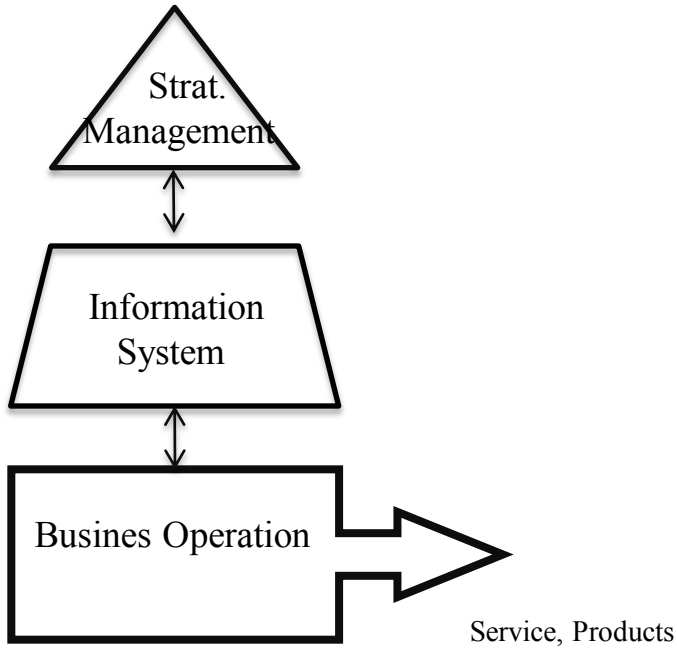 Strat.
Management
Information
System
Busines Operation
Service, Products